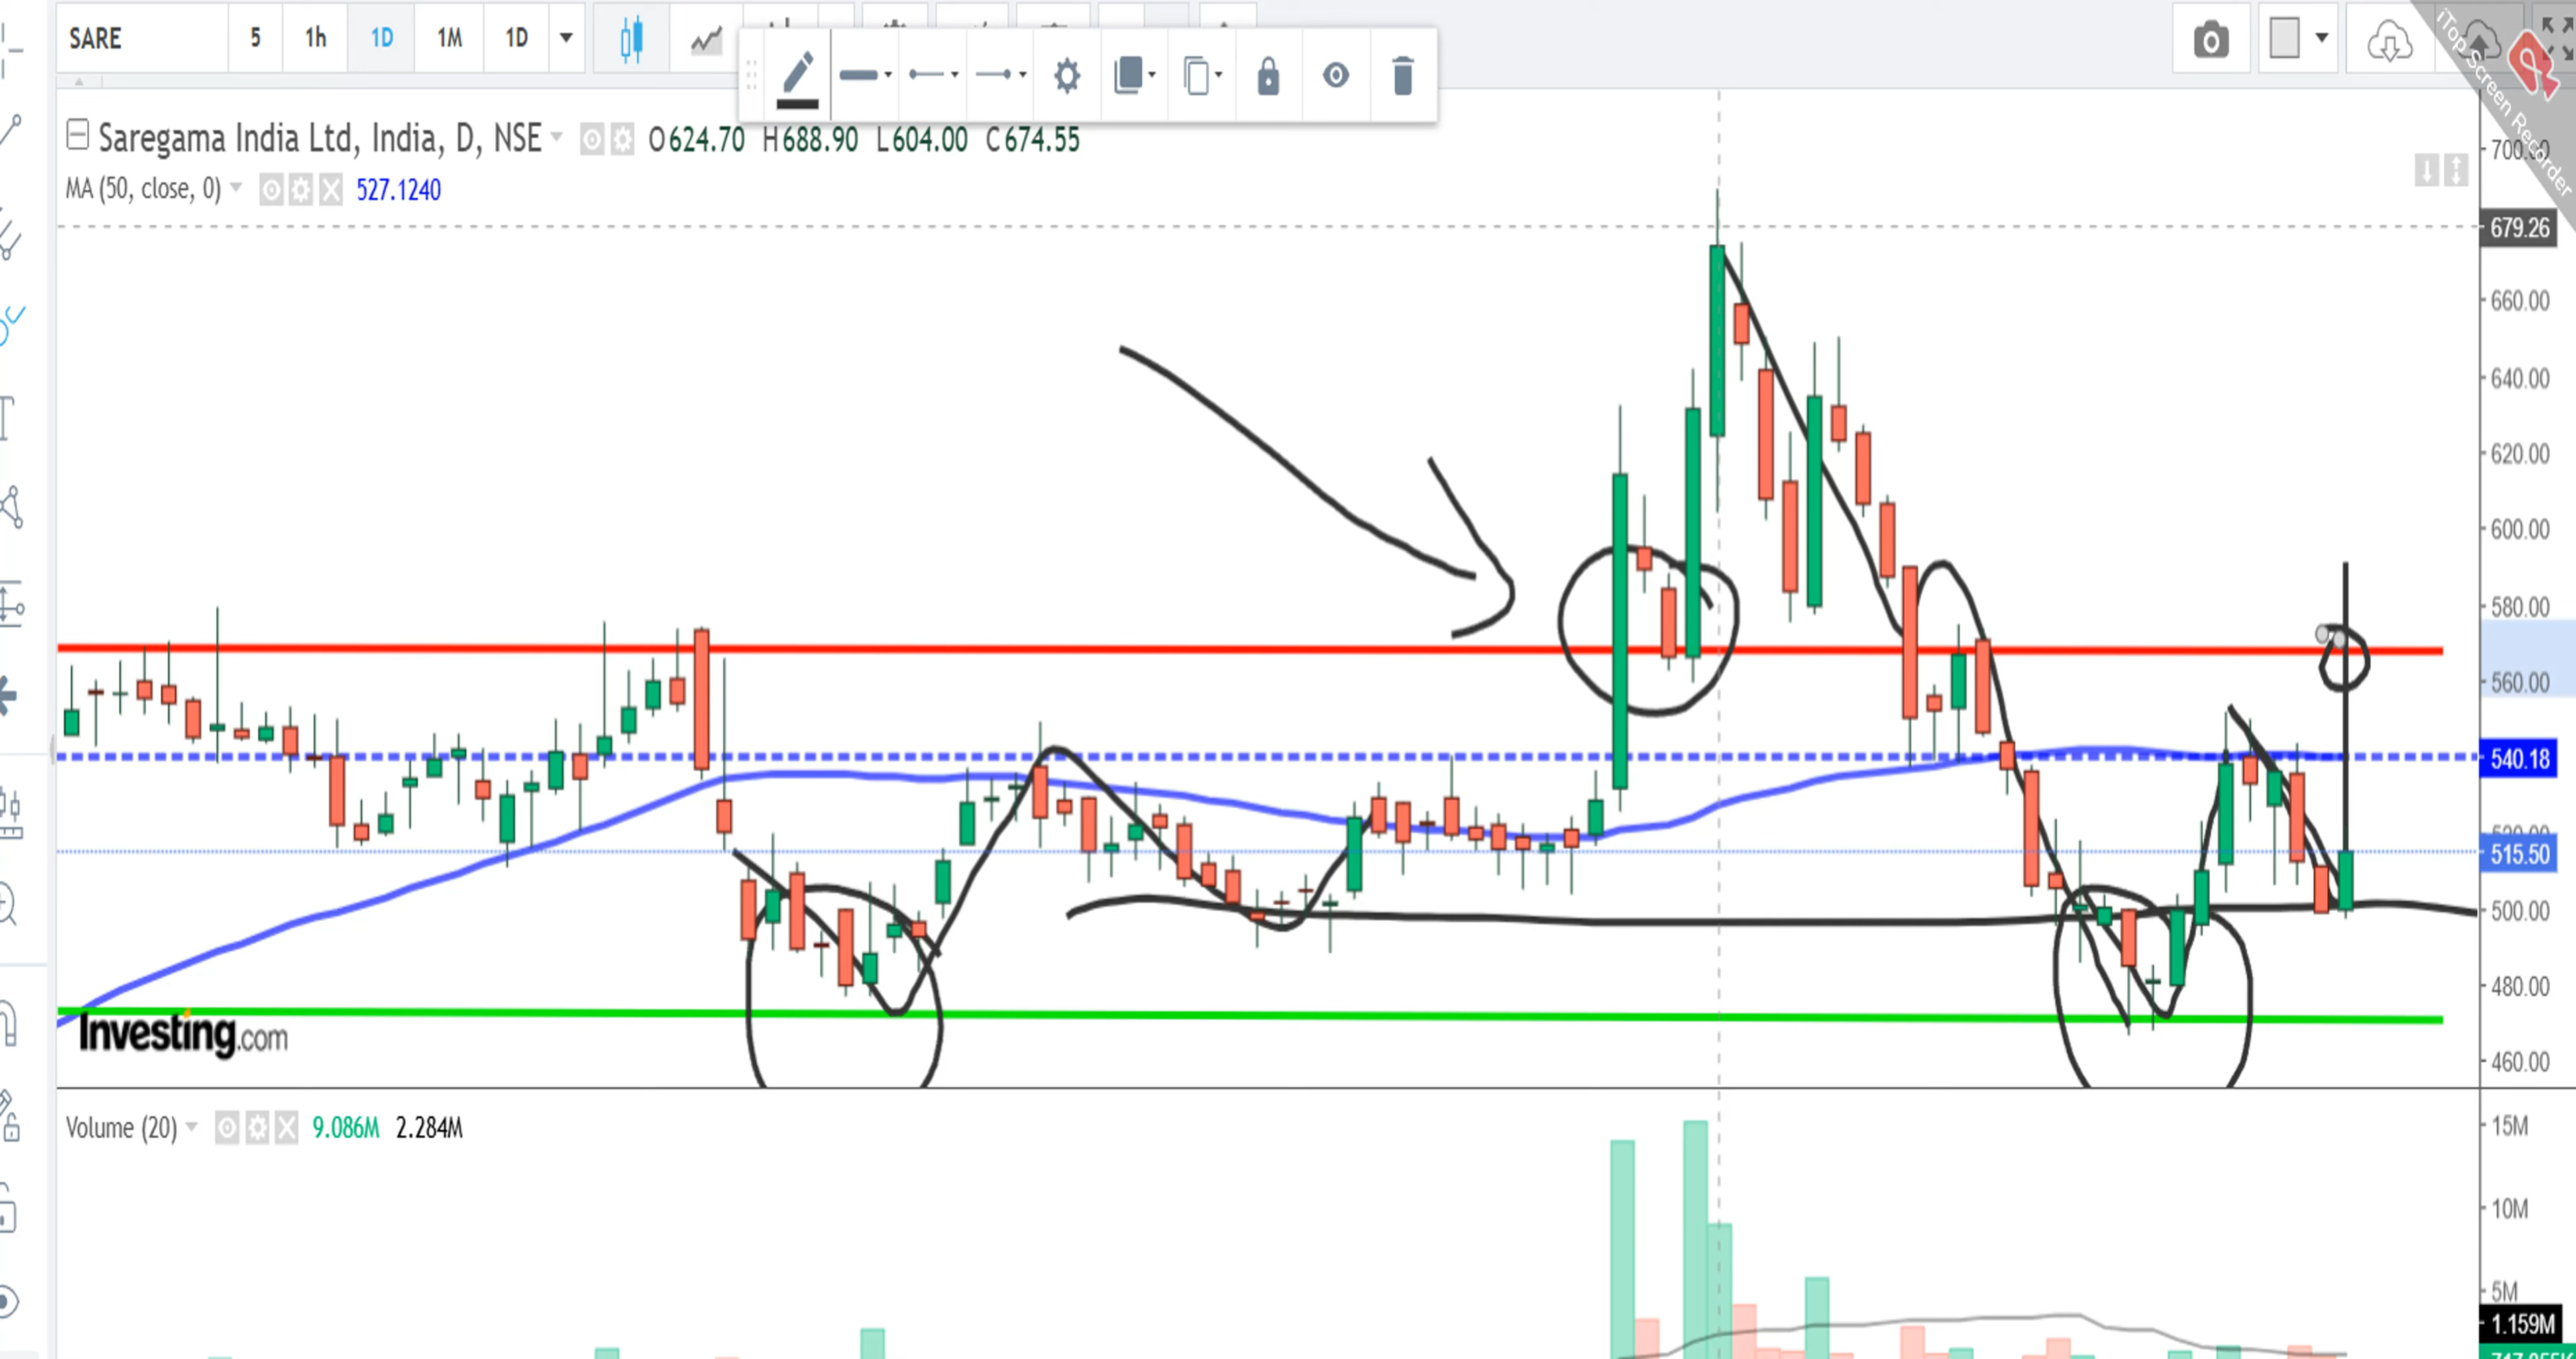 SARE 5 1h 1D 1M 1D
iTop Screen Recorder
Saregama India Ltd, India, D, NSE O624.70 H688.90 L604.00 C674.55
MA (50, close, 0) 527.1240
700.00
679.26
660.00
640.00
620.00
600.00
580.00
560.00
540.18
520.00
515.50
500.00
480.00
460.00
Investing.com
Volume (20) 9.086M 2.284M
15M
10M
5M
1.159M